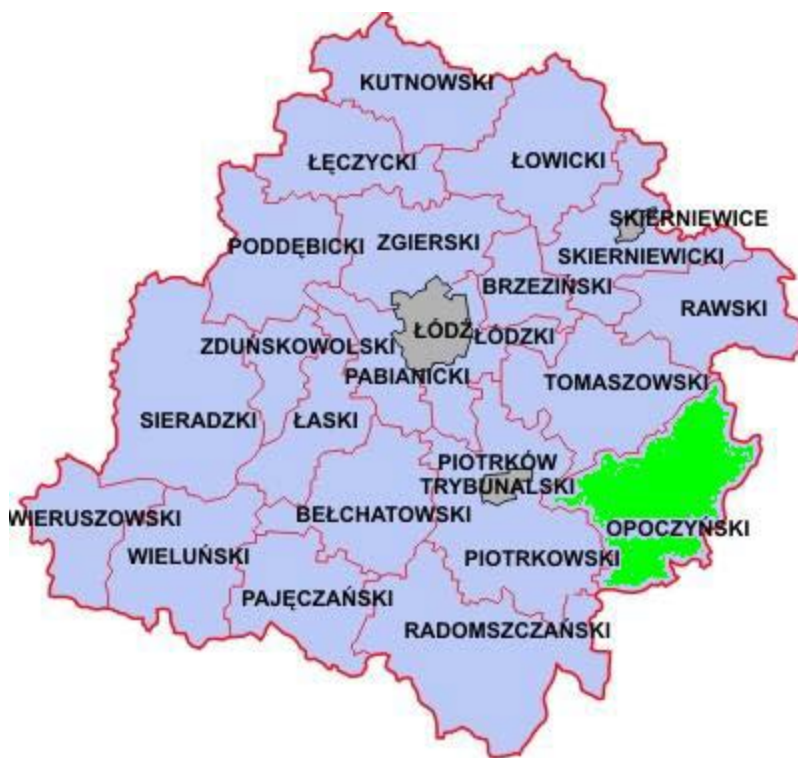 KUTNOWSKI
ŁĘCZYCKI
ŁOWICKI
SKIERNIEWICE
PODDĘBICKI
ZGIERSKI
SKIERNIEWICKI
BRZEZIŃSKI
RAWSKI
ŁÓDŹ
ŁÓDZKI
ZDUŃSKOWOLSKI
PABIANICKI
TOMASZOWSKI
SIERADZKI
ŁASKI
PIOTRKÓW
TRYBUNALSKI
WIERUSZOWSKI
BEŁCHATOWSKI
OPOCZYŃSKI
WIELUŃSKI
PIOTRKOWSKI
PAJĘCZAŃSKI
RADOMSZCZAŃSKI